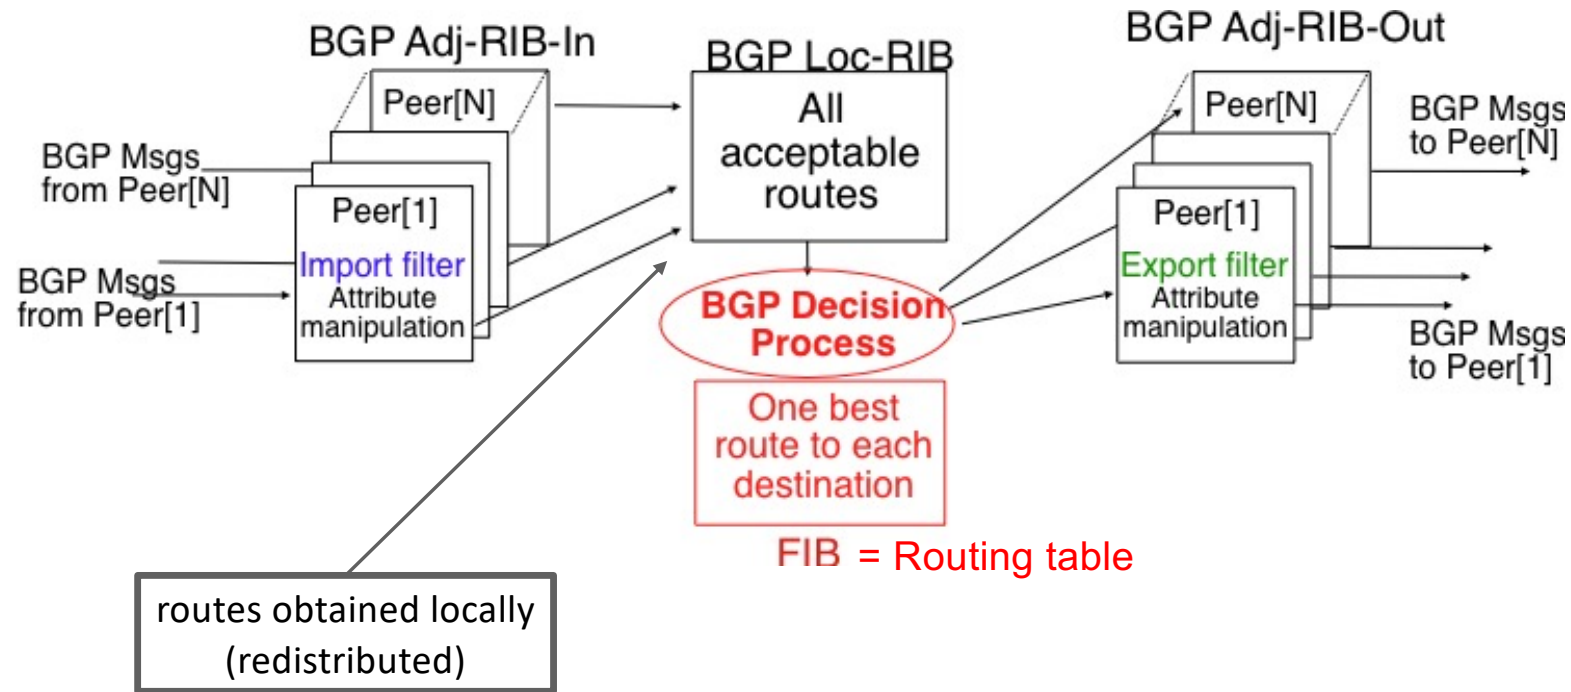 BGP Adj-RIB-In
BGP Msgs
from Peer[N]
BGP Msgs
from Peer[1]
Peer[N]
Peer[1]
Import filter
Attribute
manipulation
BGP Loc-RIB
All
acceptable
routes
BGP Decision
Process
One best
route to each
destination
FIB = Routing table
BGP Adj-RIB-Out
Peer[N]
Peer[1]
Export filter
Attribute
manipulation
BGP Msgs
to Peer[N]
BGP Msgs
to Peer[1]
routes obtained locally
(redistributed)